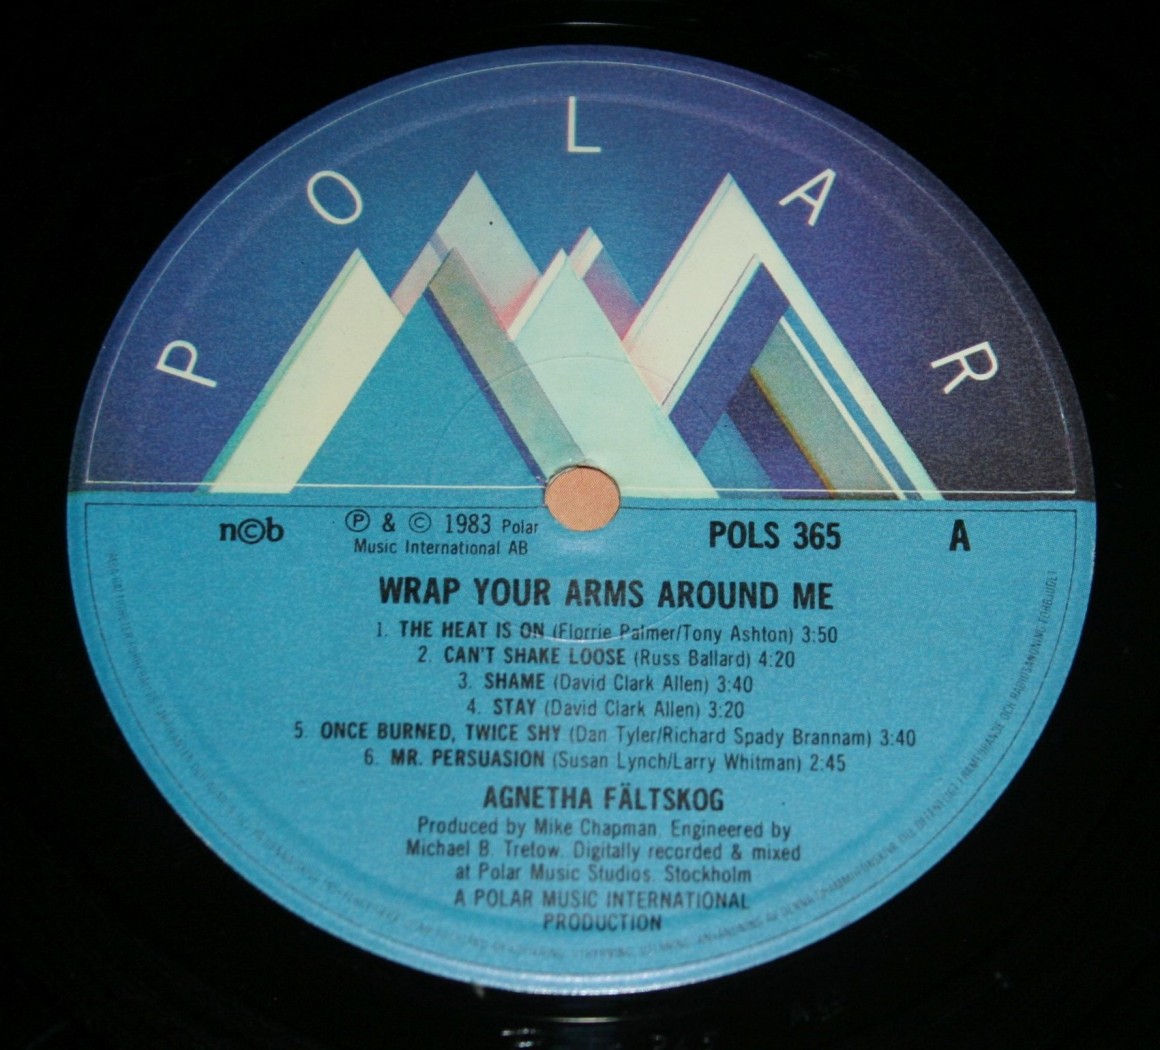 POLAR
n©b
℗ & © 1983 Polar
Music International AB
POLS 365
A
WRAP YOUR ARMS AROUND ME
1. THE HEAT IS ON (Florrie Palmer/Tony Ashton) 3:50
2. CAN'T SHAKE LOOSE (Russ Ballard) 4:20
3. SHAME (David Clark Allen) 3:40
4. STAY (David Clark Allen) 3:20
5. ONCE BURNED, TWICE SHY (Dan Tyler/Richard Spady Brannam) 3:40
6. MR. PERSUASION (Susan Lynch/Larry Whitman) 2:45
AGNETHA FÄLTSKOG
Produced by Mike Chapman. Engineered by
Michael B. Tretow. Digitally recorded & mixed
at Polar Music Studios. Stockholm
A POLAR MUSIC INTERNATIONAL
PRODUCTION
OCH RADIOSÄNDNING FÖRBJUDET